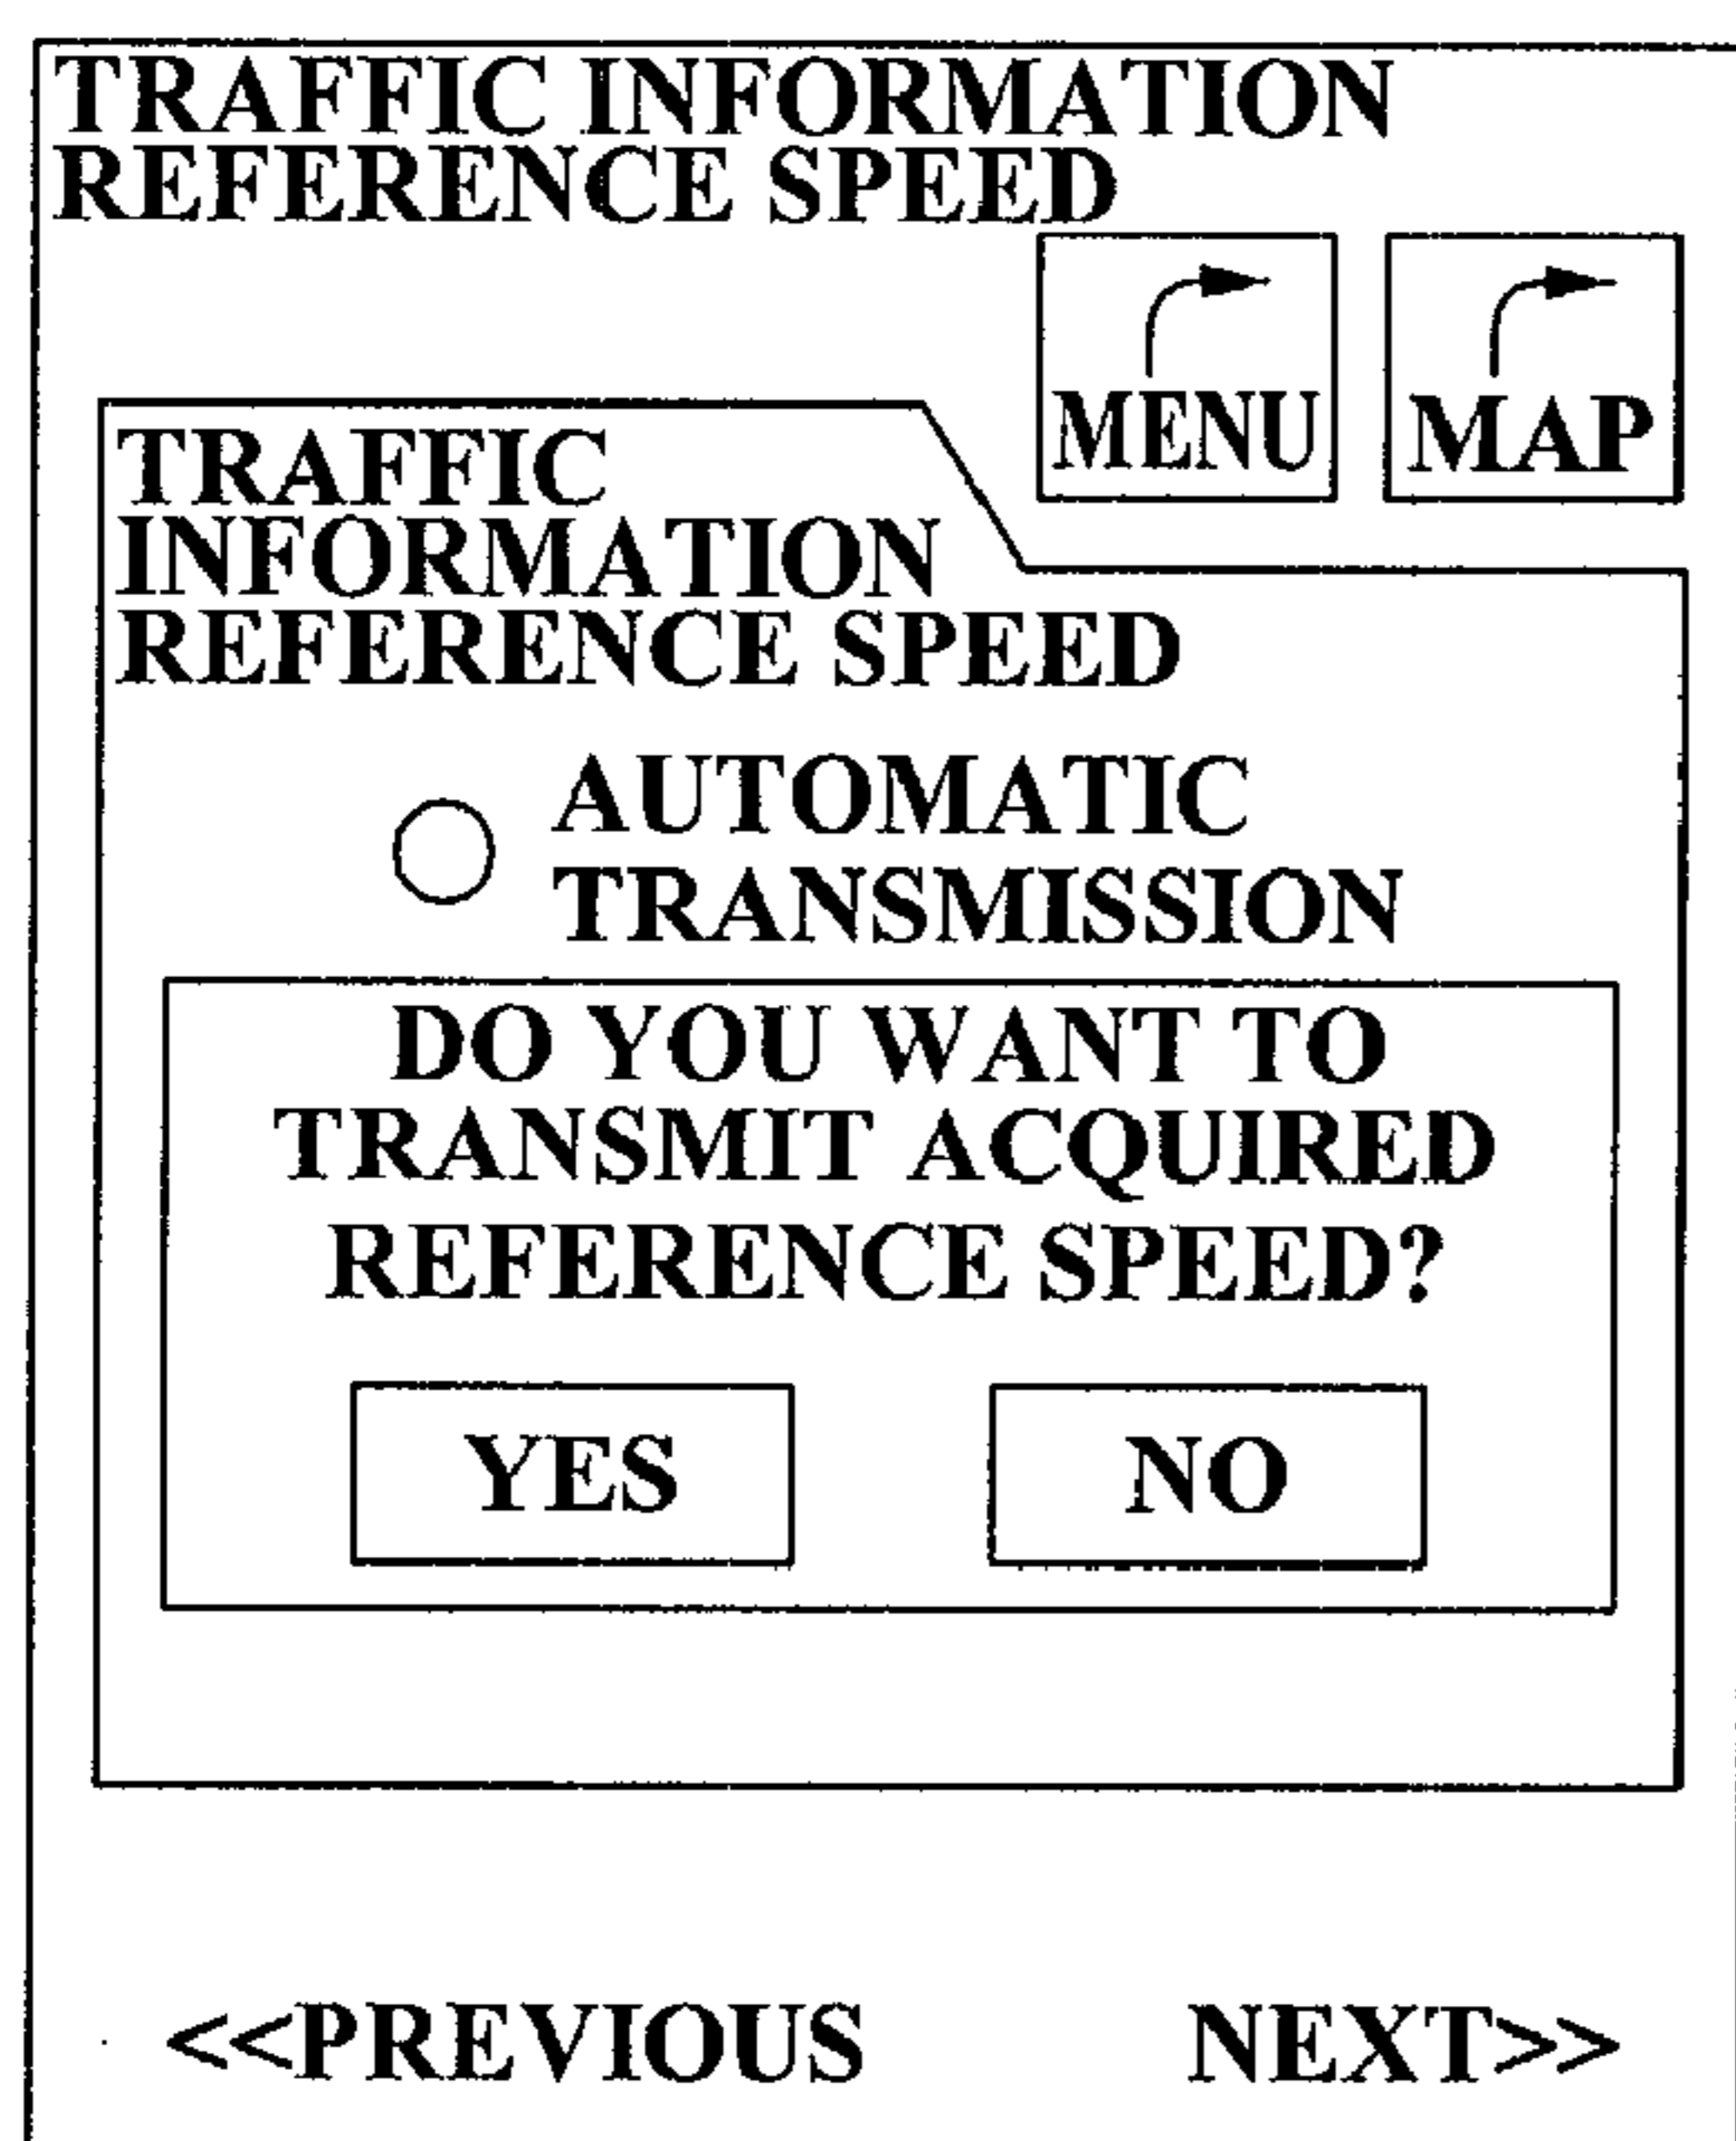 TRAFFIC INFORMATION
REFERENCE SPEED
MENU
MAP
TRAFFIC
INFORMATION
REFERENCE SPEED
AUTOMATIC
TRANSMISSION
DO YOU WANT TO
TRANSMIT ACQUIRED
REFERENCE SPEED?
YES
NO
<<PREVIOUS
NEXT>>